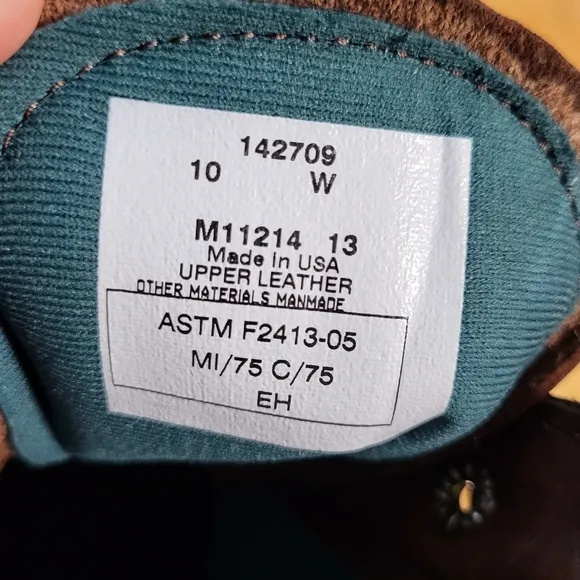 142709
10 W
M11214 13
Made In USA
UPPER LEATHER
OTHER MATERIALS MANMADE
ASTM F2413-05
MI/75 C/75
EH